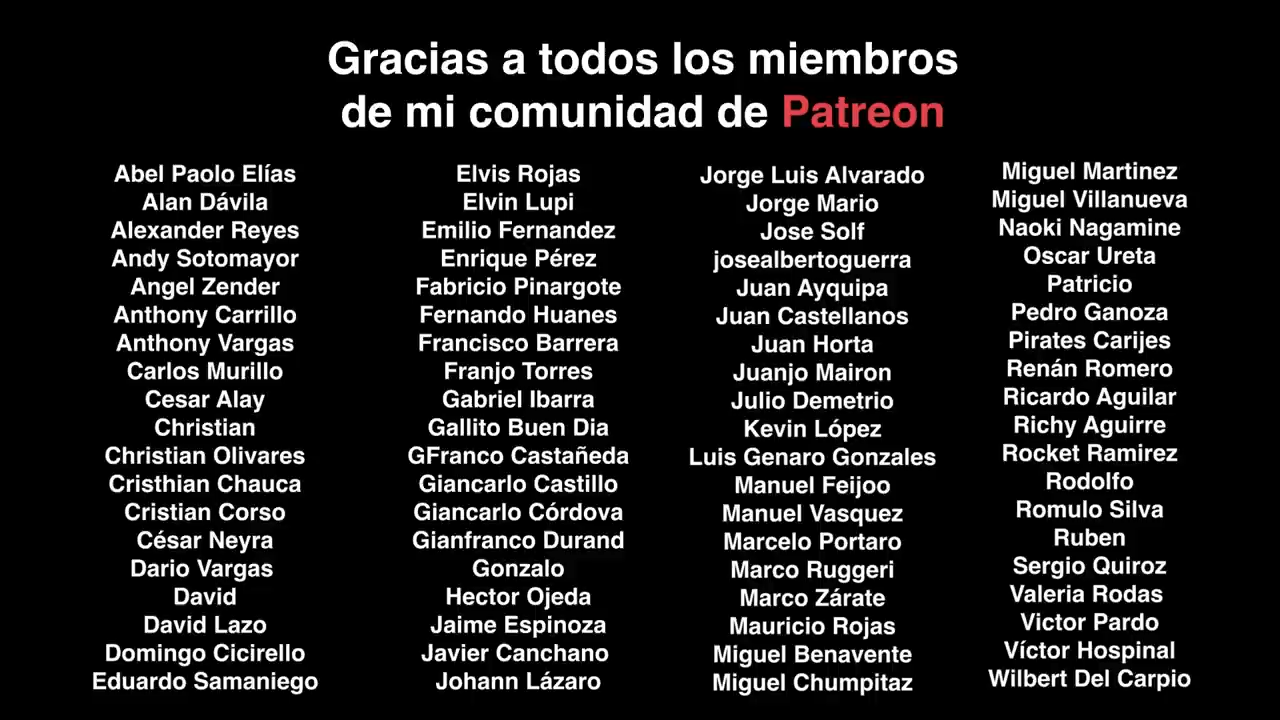 Gracias a todos los miembros
de mi comunidad de Patreon
Abel Paolo Elías
Alan Dávila
Alexander Reyes
Andy Sotomayor
Angel Zender
Anthony Carrillo
Anthony Vargas
Carlos Murillo
Cesar Alay
Christian
Christian Olivares
Cristhian Chauca
Cristian Corso
César Neyra
Dario Vargas
David
David Lazo
Domingo Cicirello
Eduardo Samaniego
Elvis Rojas
Elvin Lupi
Emilio Fernandez
Enrique Pérez
Fabricio Pinargote
Fernando Huanes
Francisco Barrera
Franjo Torres
Gabriel Ibarra
Gallito Buen Dia
GFranco Castañeda
Giancarlo Castillo
Giancarlo Córdova
Gianfranco Durand
Gonzalo
Hector Ojeda
Jaime Espinoza
Javier Canchano
Johann Lázaro
Jorge Luis Alvarado
Jorge Mario
Jose Solf
josealbertoguerra
Juan Ayquipa
Juan Castellanos
Juan Horta
Juanjo Mairon
Julio Demetrio
Kevin López
Luis Genaro Gonzales
Manuel Feijoo
Manuel Vasquez
Marcelo Portaro
Marco Ruggeri
Marco Zárate
Mauricio Rojas
Miguel Benavente
Miguel Chumpitaz
Miguel Martinez
Miguel Villanueva
Naoki Nagamine
Oscar Ureta
Patricio
Pedro Ganoza
Pirates Carijes
Renán Romero
Ricardo Aguilar
Richy Aguirre
Rocket Ramirez
Rodolfo
Romulo Silva
Ruben
Sergio Quiroz
Valeria Rodas
Victor Pardo
Víctor Hospinal
Wilbert Del Carpio